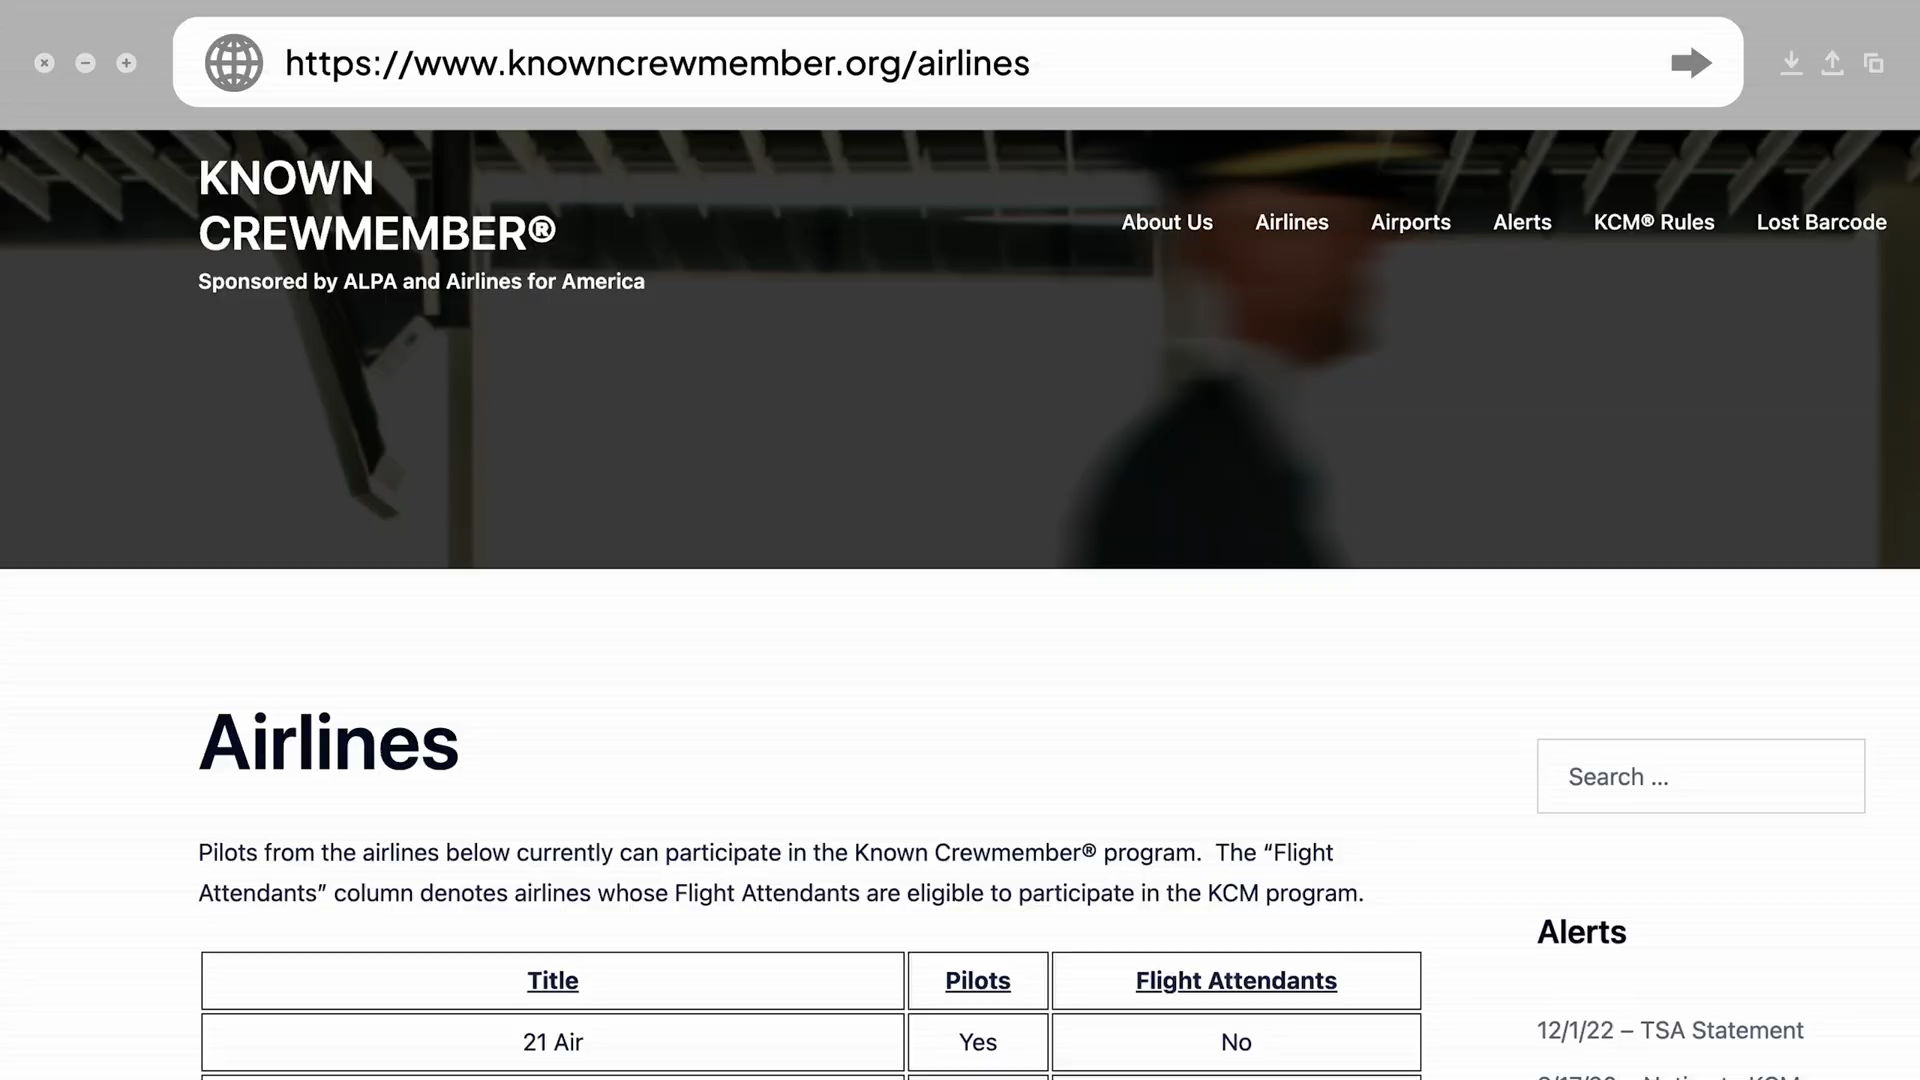 https://www.knowncrewmember.org/airlines
KNOWN
CREWMEMBER®
Sponsored by ALPA and Airlines for America
About Us Airlines Airports Alerts KCM® Rules Lost Barcode
Airlines
Pilots from the airlines below currently can participate in the Known Crewmember® program. The “Flight
Attendants” column denotes airlines whose Flight Attendants are eligible to participate in the KCM program.
Title Pilots Flight Attendants
21 Air Yes No
Search ...
Alerts
12/1/22 – TSA Statement